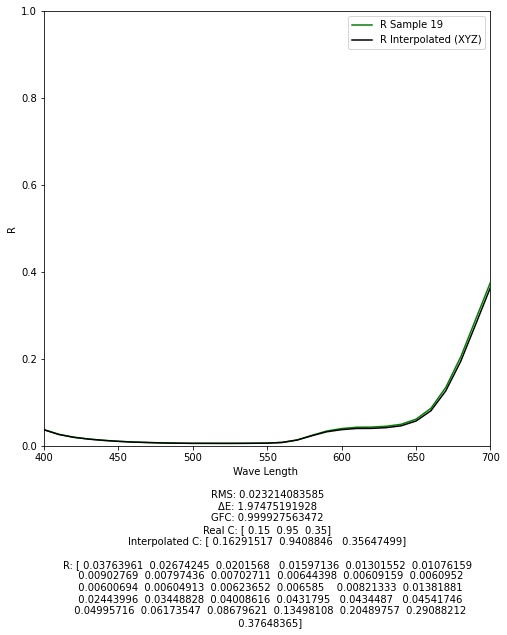 1.0
R Sample 19
R Interpolated (XYZ)
0.8
0.6
R
0.4
0.2
0.0
400 450 500 550 600 650 700
Wave Length
RMS: 0.023214083585
ΔE: 1.97475191928
GFC: 0.999927563472
Real C: [ 0.15 0.95 0.35]
Interpolated C: [ 0.16291517 0.9408846 0.35647499]
R: [ 0.03763961 0.02674245 0.0201568 0.01597136 0.01301552 0.01076159
0.00902769 0.00797436 0.00702711 0.00644398 0.00609159 0.0060952
0.00600694 0.00604913 0.00623652 0.006585 0.00821333 0.01381881
0.02443996 0.03448828 0.04008616 0.0431795 0.0434487 0.04541746
0.04995716 0.06173547 0.08679621 0.13498108 0.20489757 0.29088212
0.37648365]